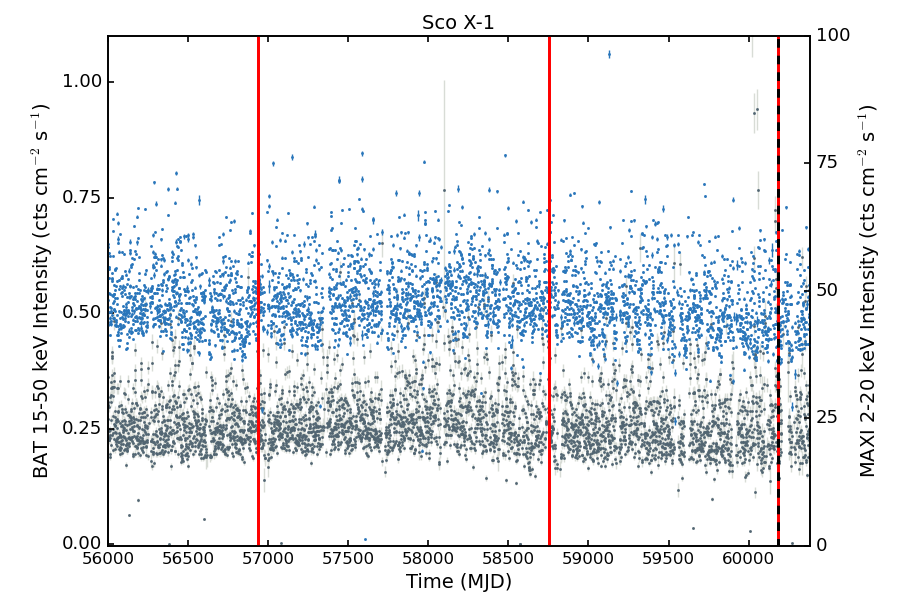 Sco X-1
BAT 15-50 keV Intensity (cts cm⁻² s⁻¹)
1.00
0.75
0.50
0.25
0.00
100
75
50
25
0
MAXI 2-20 keV Intensity (cts cm⁻² s⁻¹)
56000 56500 57000 57500 58000 58500 59000 59500 60000
Time (MJD)